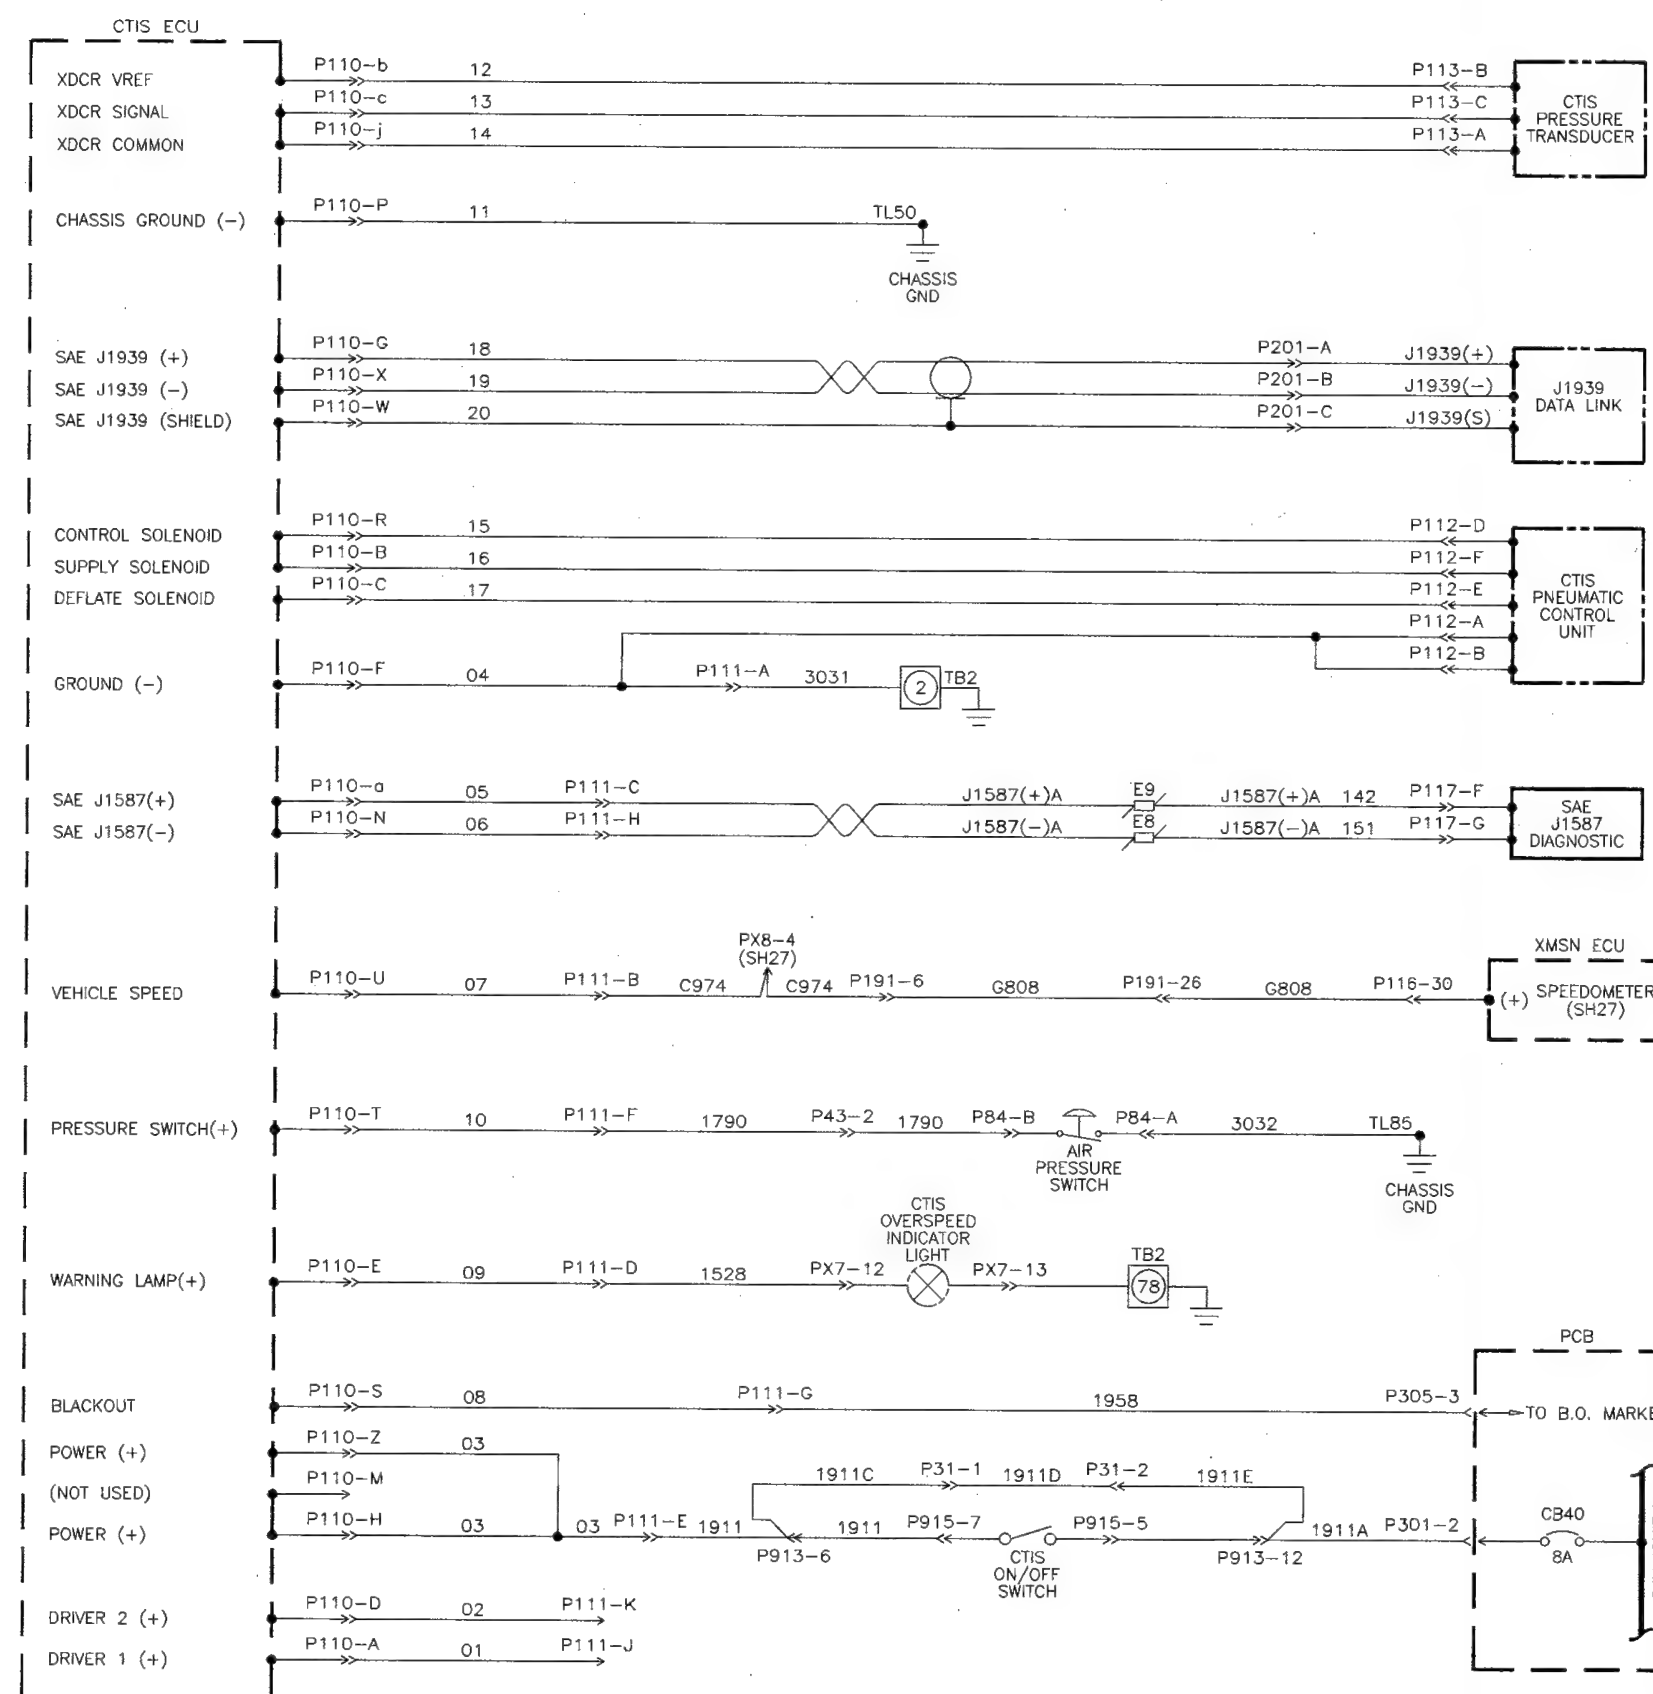 CTIS ECU
XDCR VREF
P110-b
12
P113-B
XDCR SIGNAL
P110-c
13
P113-C
XDCR COMMON
P110-j
14
P113-A
CTIS
PRESSURE
TRANSDUCER
CHASSIS GROUND (-)
P110-P
11
TL50
CHASSIS
GND
SAE J1939 (+)
P110-G
18
P201-A
J1939(+)
SAE J1939 (-)
P110-X
19
P201-B
J1939(-)
SAE J1939 (SHIELD)
P110-W
20
P201-C
J1939(S)
J1939
DATA LINK
CONTROL SOLENOID
P110-R
15
P112-D
SUPPLY SOLENOID
P110-B
16
P112-F
DEFLATE SOLENOID
P110-C
17
P112-E
P112-A
P112-B
CTIS
PNEUMATIC
CONTROL
UNIT
GROUND (-)
P110-F
04
P111-A
3031
2
TB2
SAE J1587(+)
P110-a
05
P111-C
J1587(+)A
E9
J1587(+)A 142
P117-F
SAE J1587(-)
P110-N
06
P111-H
J1587(-)A
E8
J1587(-)A 151
P117-G
SAE
J1587
DIAGNOSTIC
VEHICLE SPEED
P110-U
07
P111-B
C974
PX8-4
(SH27)
C974
P191-6
G808
P191-26
G808
P116-30
XMSN ECU
(+) SPEEDOMETER
(SH27)
PRESSURE SWITCH(+)
P110-T
10
P111-F
1790
P43-2
1790
P84-B
P84-A
3032
TL85
AIR
PRESSURE
SWITCH
CHASSIS
GND
CTIS
OVERSPEED
INDICATOR
LIGHT
WARNING LAMP(+)
P110-E
09
P111-D
1528
PX7-12
PX7-13
TB2
78
PCB
BLACKOUT
P110-S
08
P111-G
1958
P305-3
TO B.O. MARKE
POWER (+)
P110-Z
03
(NOT USED)
P110-M
1911C
P31-1
1911D
P31-2
1911E
POWER (+)
P110-H
03
03
P111-E
1911
P913-6
1911
P915-7
CTIS
ON/OFF
SWITCH
P915-5
P913-12
1911A
P301-2
CB40
8A
DRIVER 2 (+)
P110-D
02
P111-K
DRIVER 1 (+)
P110-A
01
P111-J